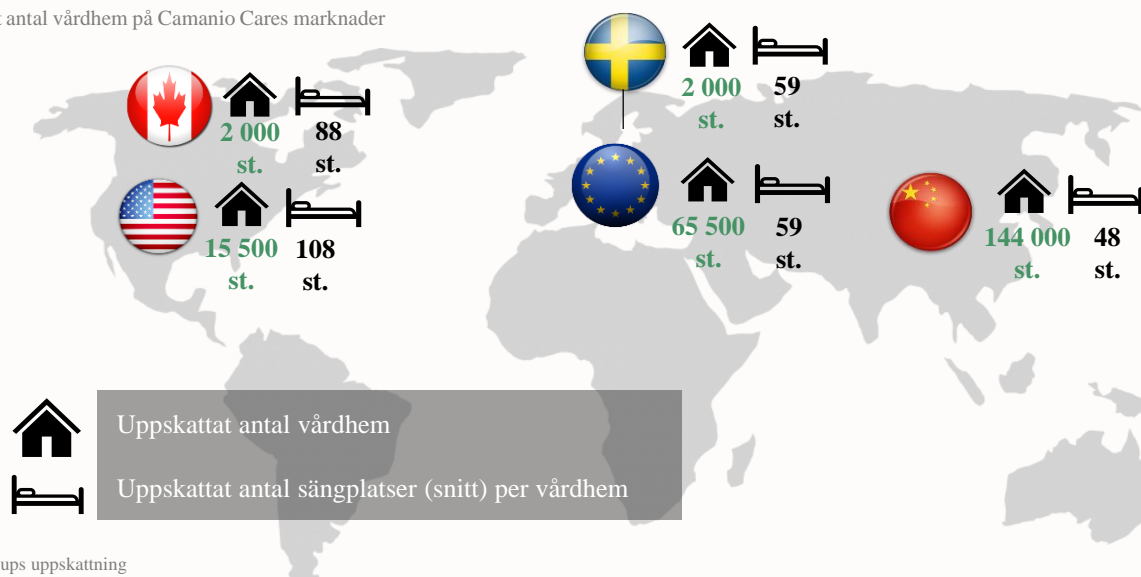 antal vårdhem på Camanio Cares marknader
2 000 st.
88 st.
15 500 st.
108 st.
2 000 st.
59 st.
65 500 st.
59 st.
144 000 st.
48 st.
Uppskattat antal vårdhem
Uppskattat antal sängplatser (snitt) per vårdhem
uppskattning